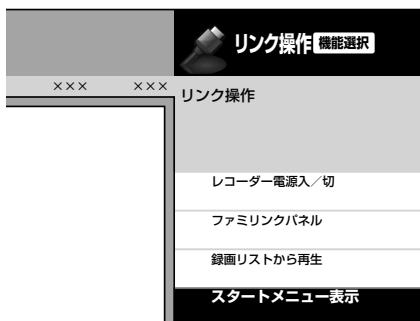 リンク操作 機能選択
××× ×××
リンク操作
レコーダー電源入／切
ファミリンクパネル
録画リストから再生
スタートメニュー表示